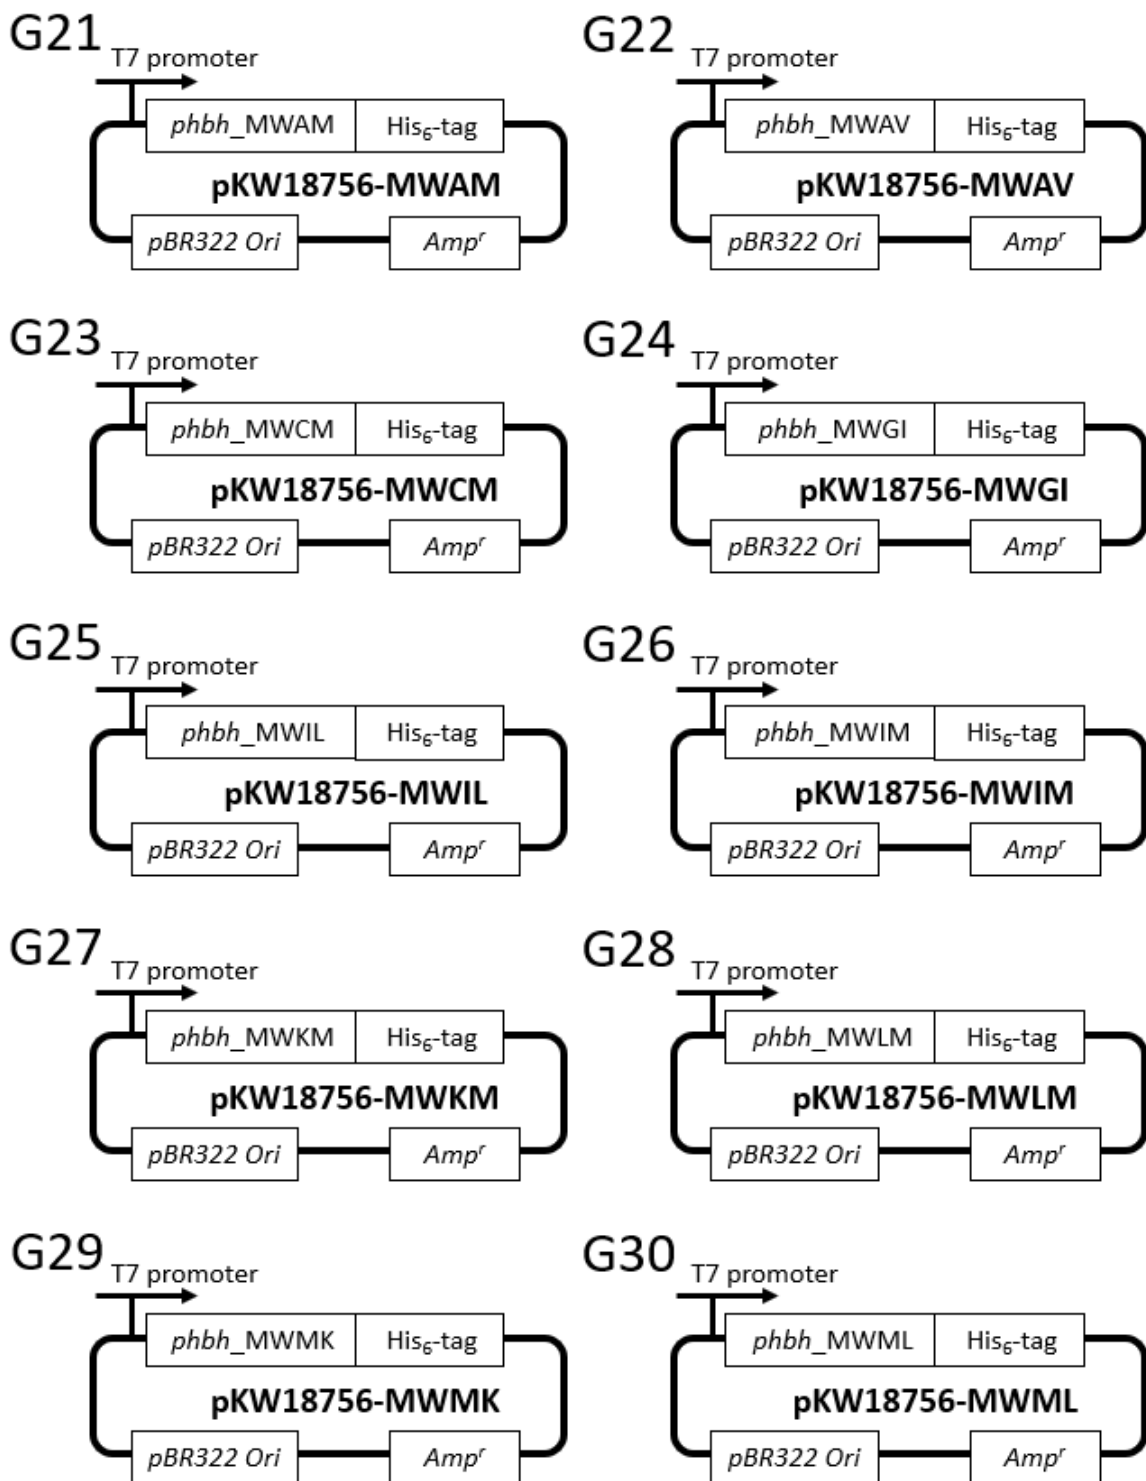 G21
T7 promoter
phbh_MWAM His₆-tag
pKW18756-MWAM
pBR322 Ori Ampʳ
G22
T7 promoter
phbh_MWAV His₆-tag
pKW18756-MWAV
pBR322 Ori Ampʳ
G23
T7 promoter
phbh_MWCM His₆-tag
pKW18756-MWCM
pBR322 Ori Ampʳ
G24
T7 promoter
phbh_MWGI His₆-tag
pKW18756-MWGI
pBR322 Ori Ampʳ
G25
T7 promoter
phbh_MWIL His₆-tag
pKW18756-MWIL
pBR322 Ori Ampʳ
G26
T7 promoter
phbh_MWIM His₆-tag
pKW18756-MWIM
pBR322 Ori Ampʳ
G27
T7 promoter
phbh_MWKM His₆-tag
pKW18756-MWKM
pBR322 Ori Ampʳ
G28
T7 promoter
phbh_MWLM His₆-tag
pKW18756-MWLM
pBR322 Ori Ampʳ
G29
T7 promoter
phbh_MWMK His₆-tag
pKW18756-MWMK
pBR322 Ori Ampʳ
G30
T7 promoter
phbh_MWML His₆-tag
pKW18756-MWML
pBR322 Ori Ampʳ